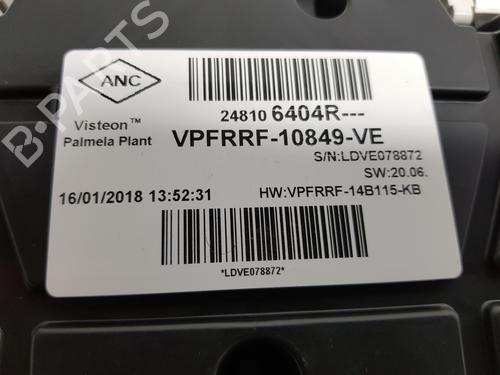 B-PARTS
ANC
Visteon™
Palmela Plant
24810 6404R---
VPFRRF-10849-VE
S/N:LDVE078872
SW:20.06.
16/01/2018 13:52:31
HW:VPFRRF-14B115-KB
*LDVE078872*